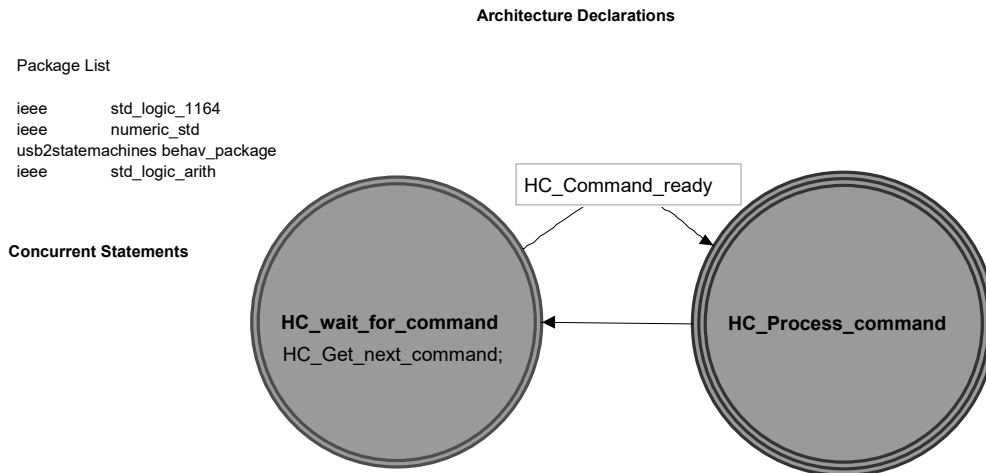 Architecture Declarations
Package List
ieee std_logic_1164
ieee numeric_std
usb2statemachines behav_package
ieee std_logic_arith
HC_Command_ready
Concurrent Statements
HC_wait_for_command
HC_Get_next_command;
HC_Process_command